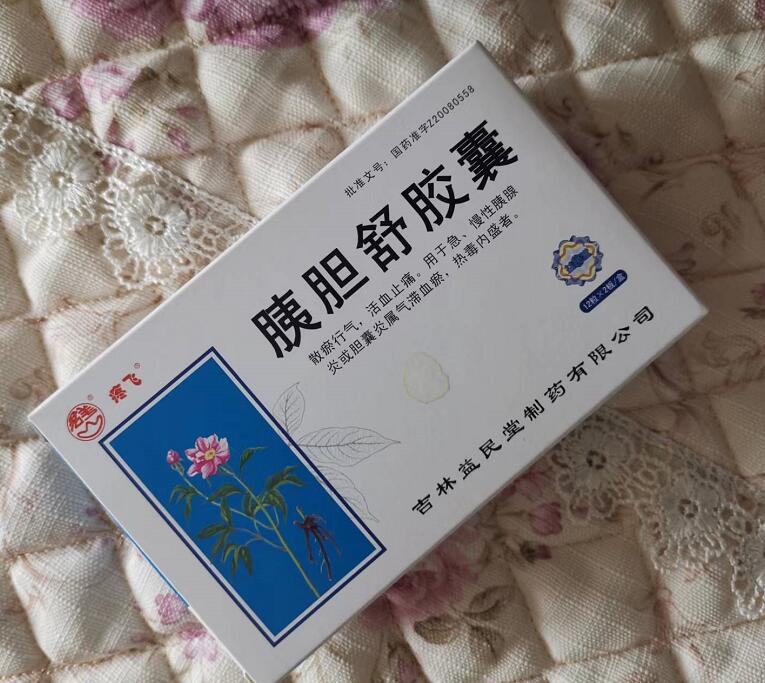 批准文号：国药准字Z20080558
胰胆舒胶囊
散瘀行气，活血止痛。用于急、慢性胰腺
炎或胆囊炎属气滞血瘀，热毒内盛者。
12粒×2板/盒
疼飞
吉林益民堂制药有限公司